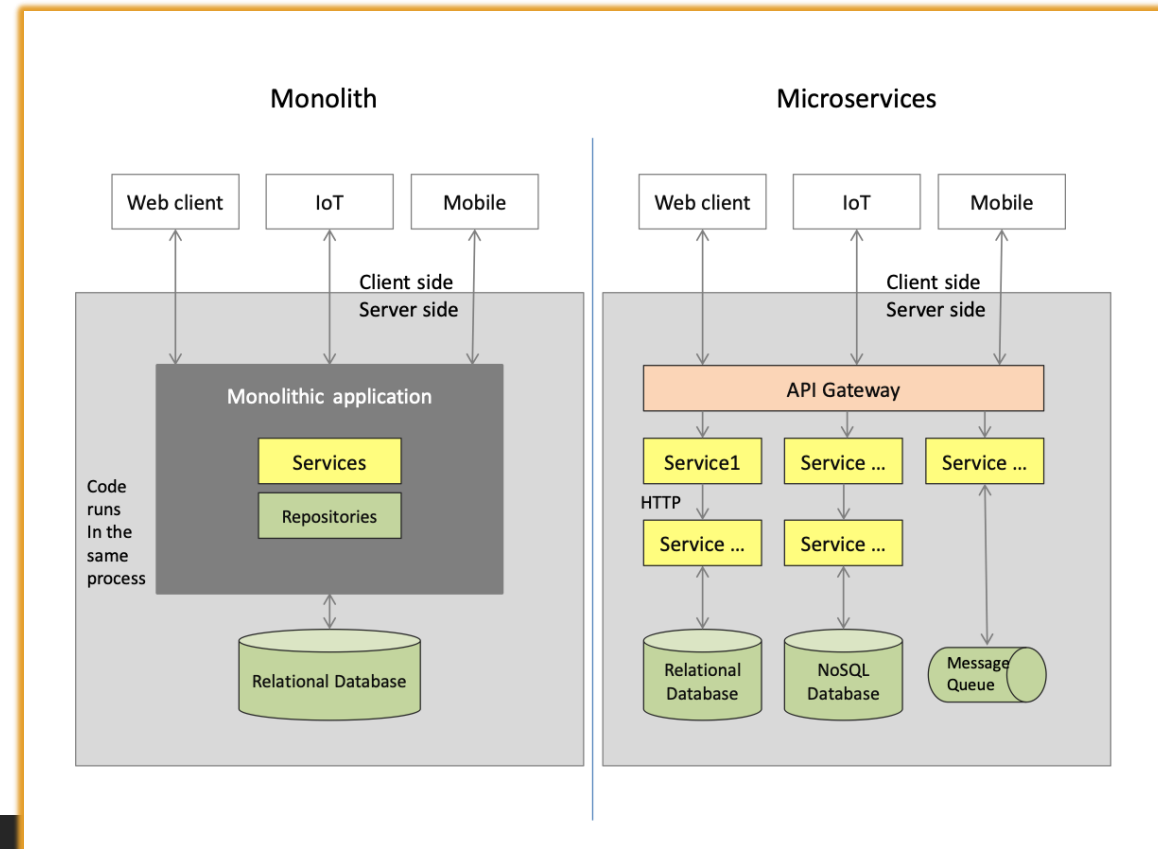 Monolith
Web client
IoT
Mobile
Client side
Server side
Monolithic application
Services
Repositories
Code
runs
In the
same
process
Relational Database
Microservices
Web client
IoT
Mobile
Client side
Server side
API Gateway
Service1
Service ...
Service ...
HTTP
Service ...
Service ...
Relational
Database
NoSQL
Database
Message
Queue